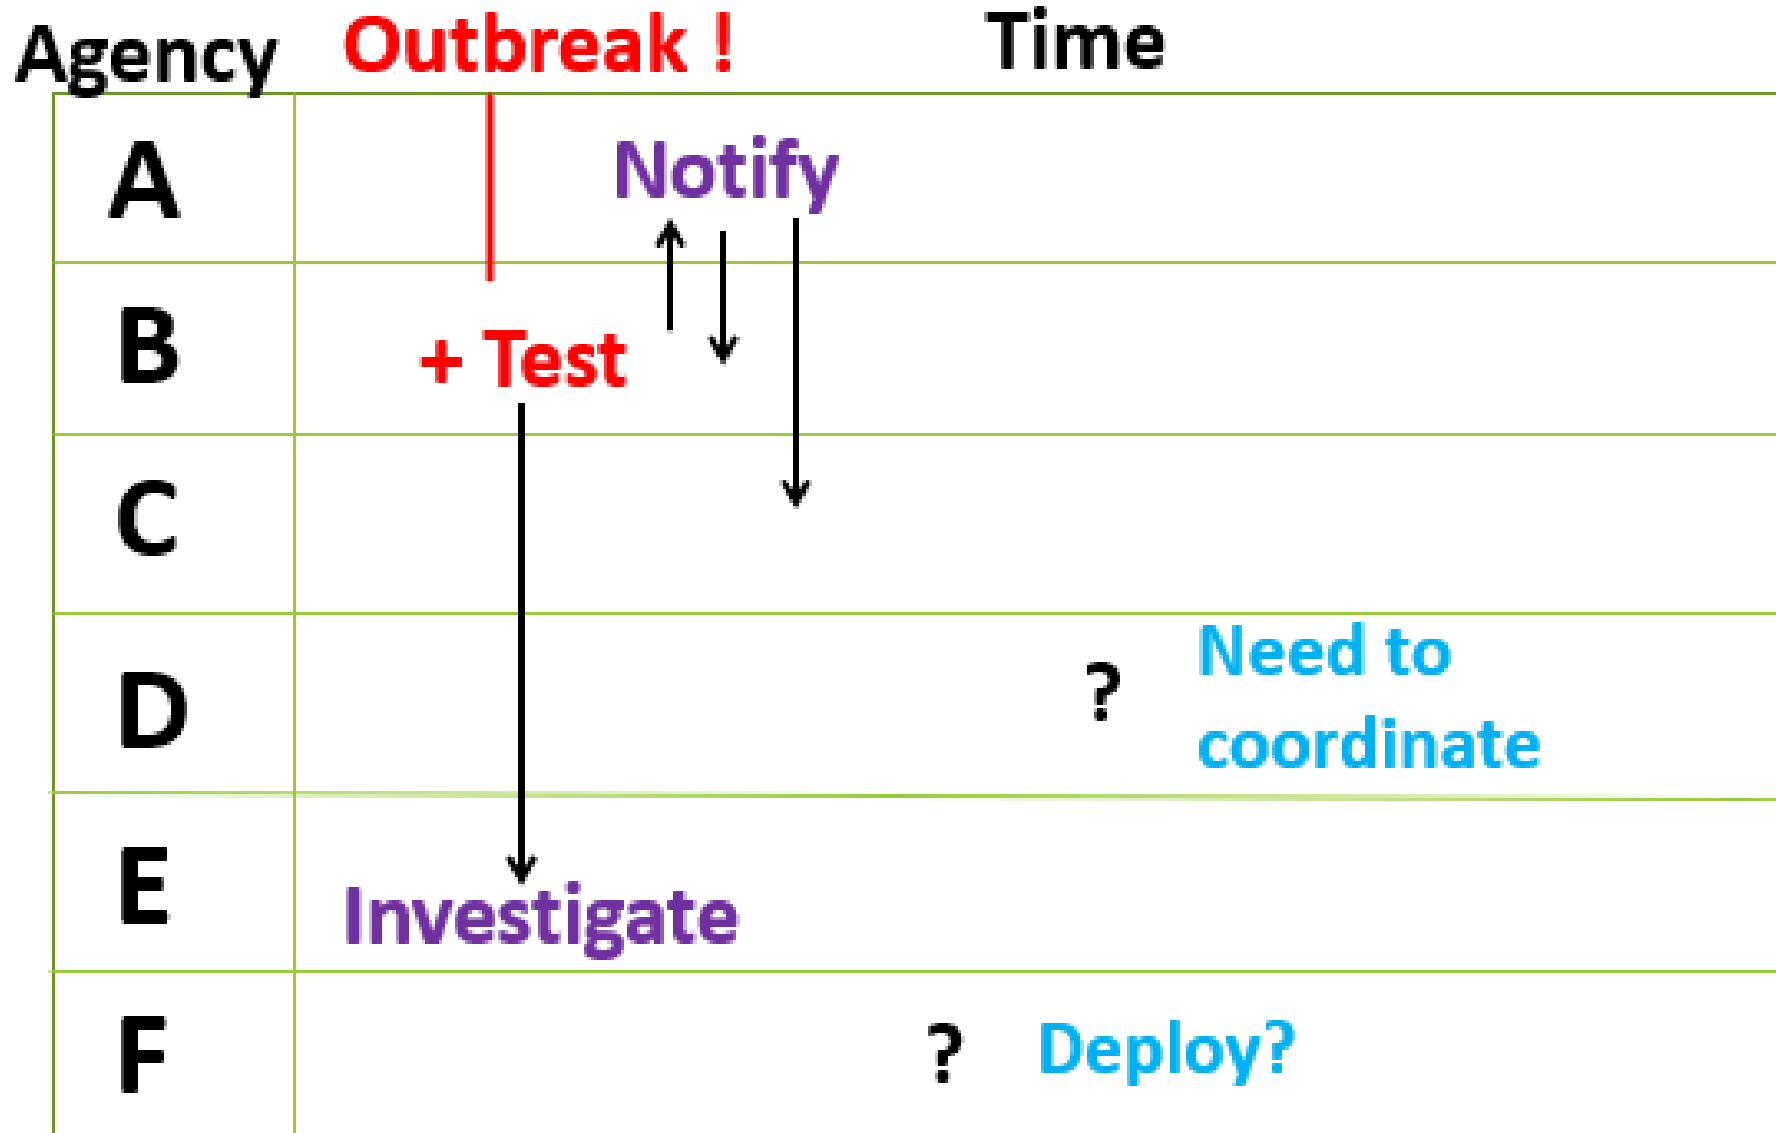 Agency Outbreak ! Time
A Notify
B + Test
C
D ? Need to
coordinate
E Investigate
F ? Deploy?